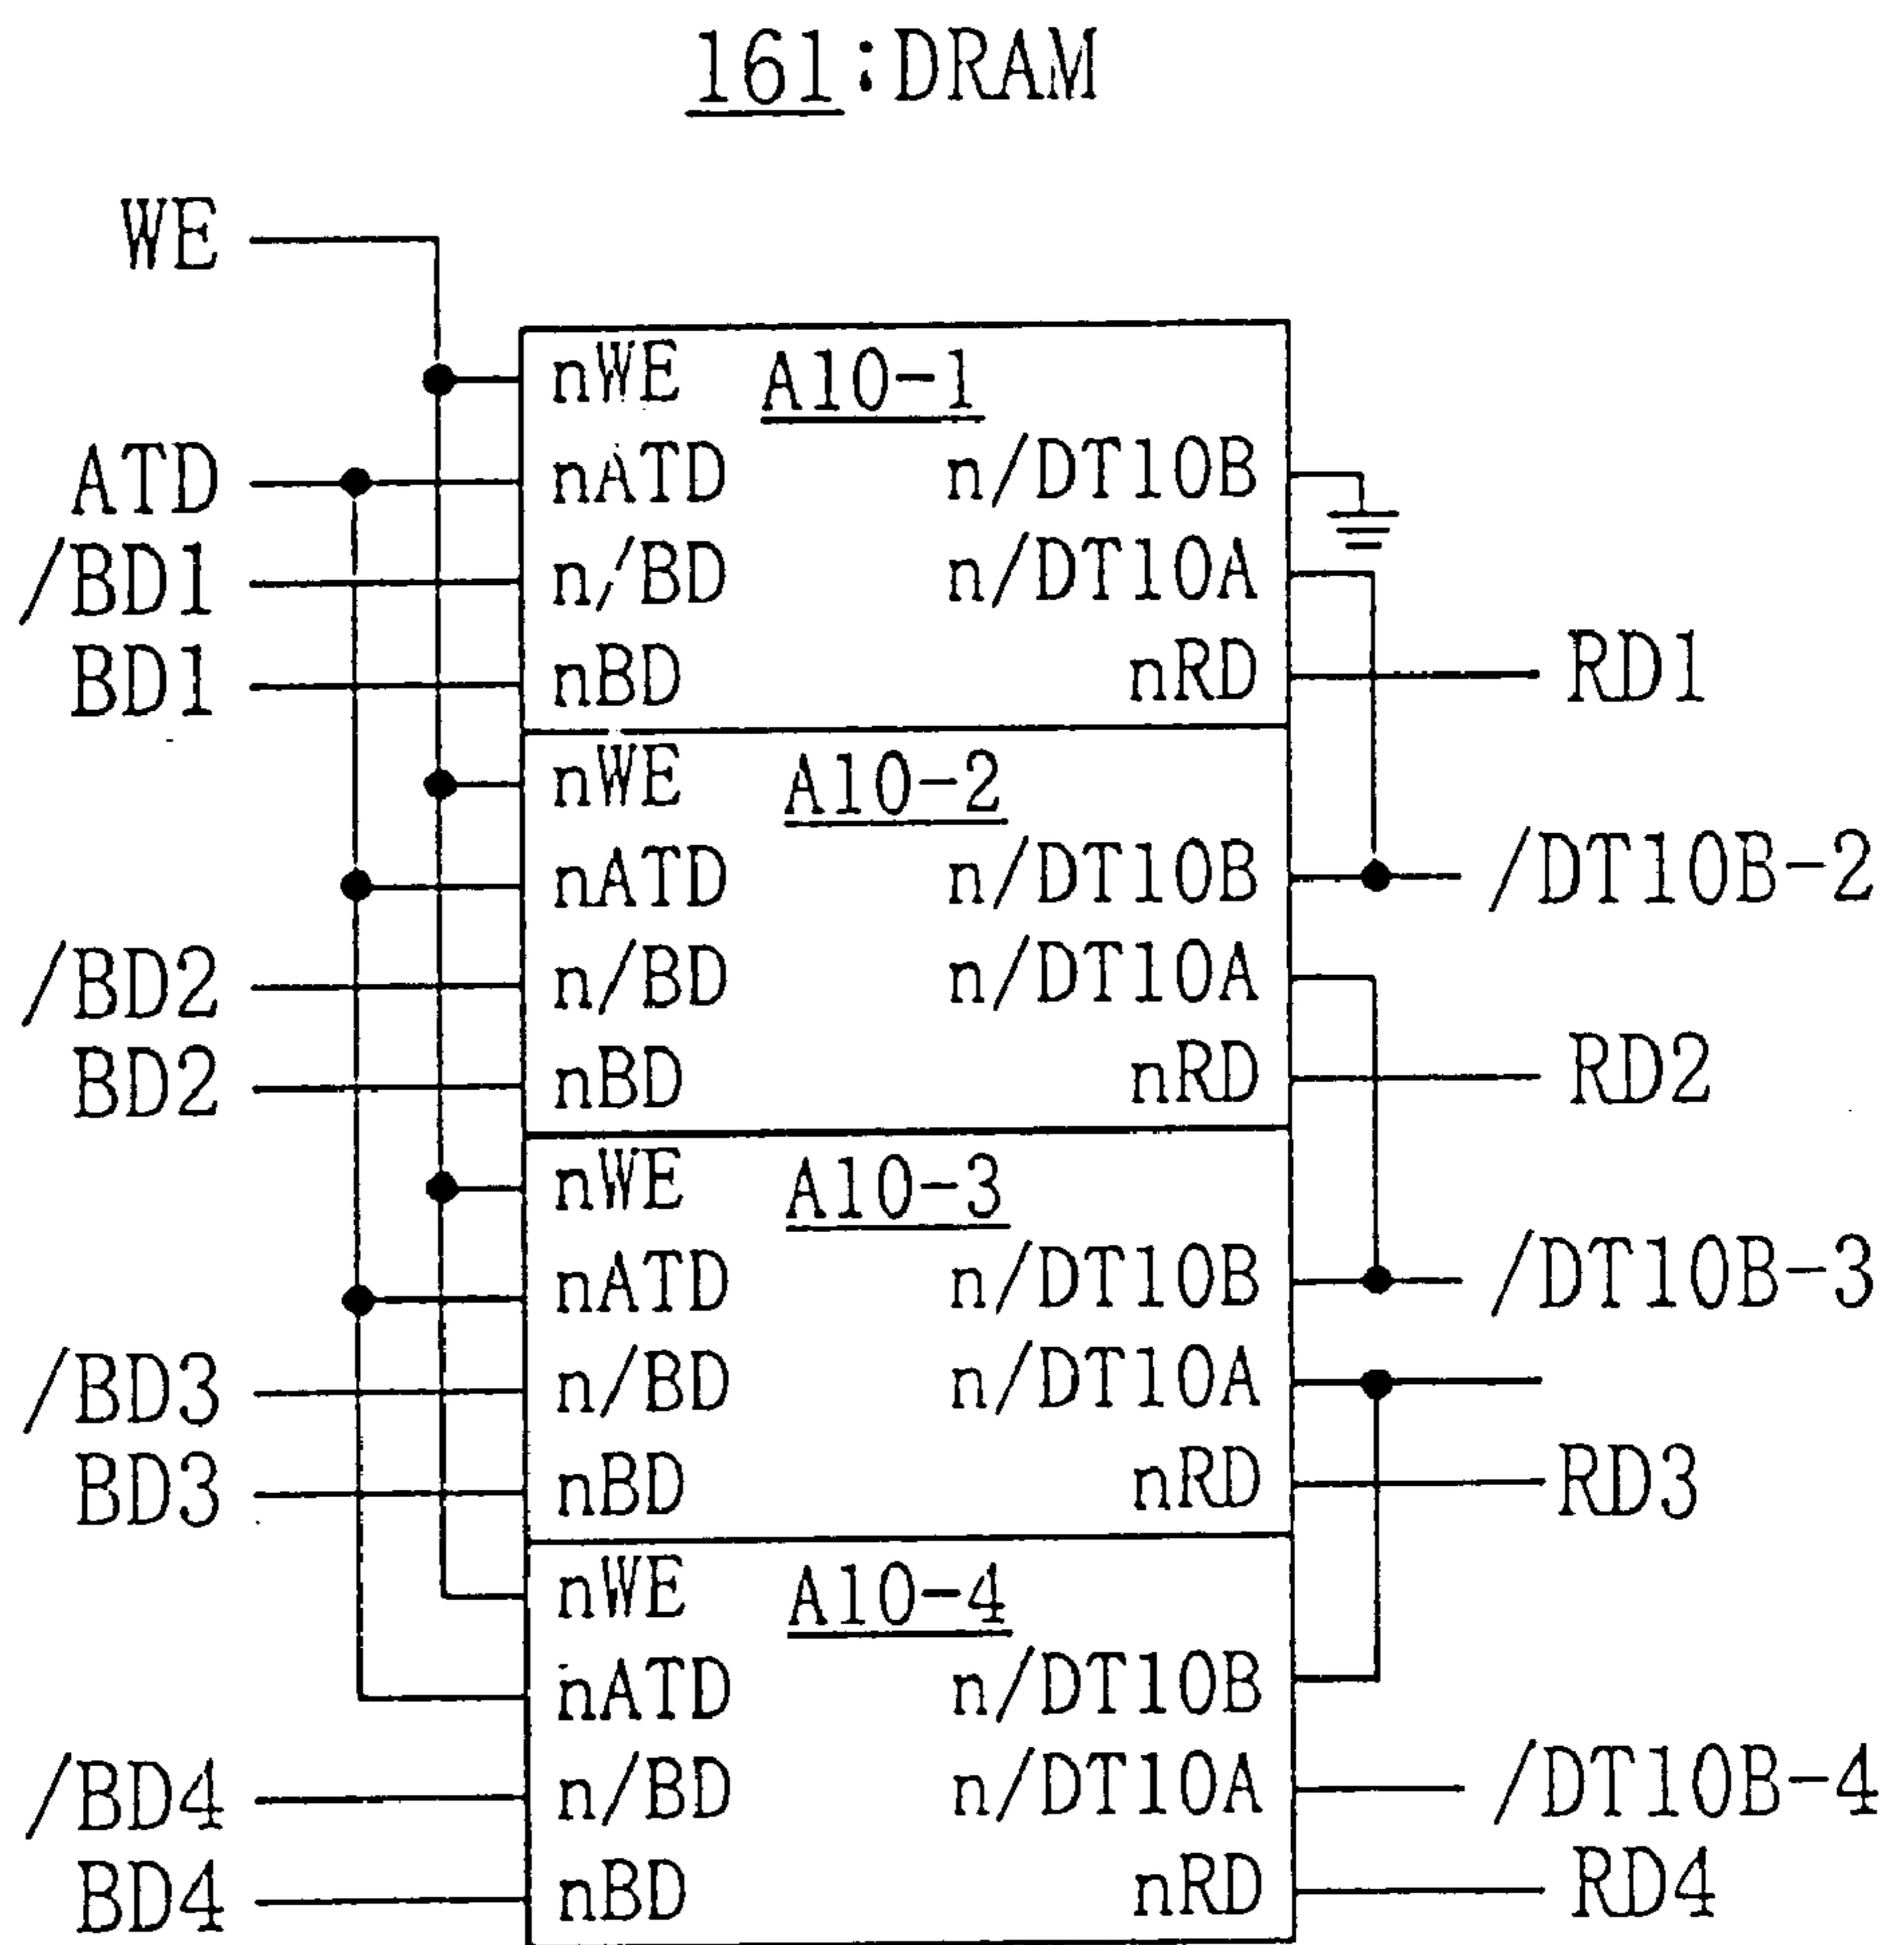 161:DRAM
WE
nWE A10-1
ATD nATD n/DT10B
/BD1 n/BD n/DT10A
BD1 nBD nRD RD1
nWE A10-2
nATD n/DT10B /DT10B-2
/BD2 n/BD n/DT10A
BD2 nBD nRD RD2
nWE A10-3
nATD n/DT10B /DT10B-3
/BD3 n/BD n/DT10A
BD3 nBD nRD RD3
nWE A10-4
nATD n/DT10B
/BD4 n/BD n/DT10A /DT10B-4
BD4 nBD nRD RD4